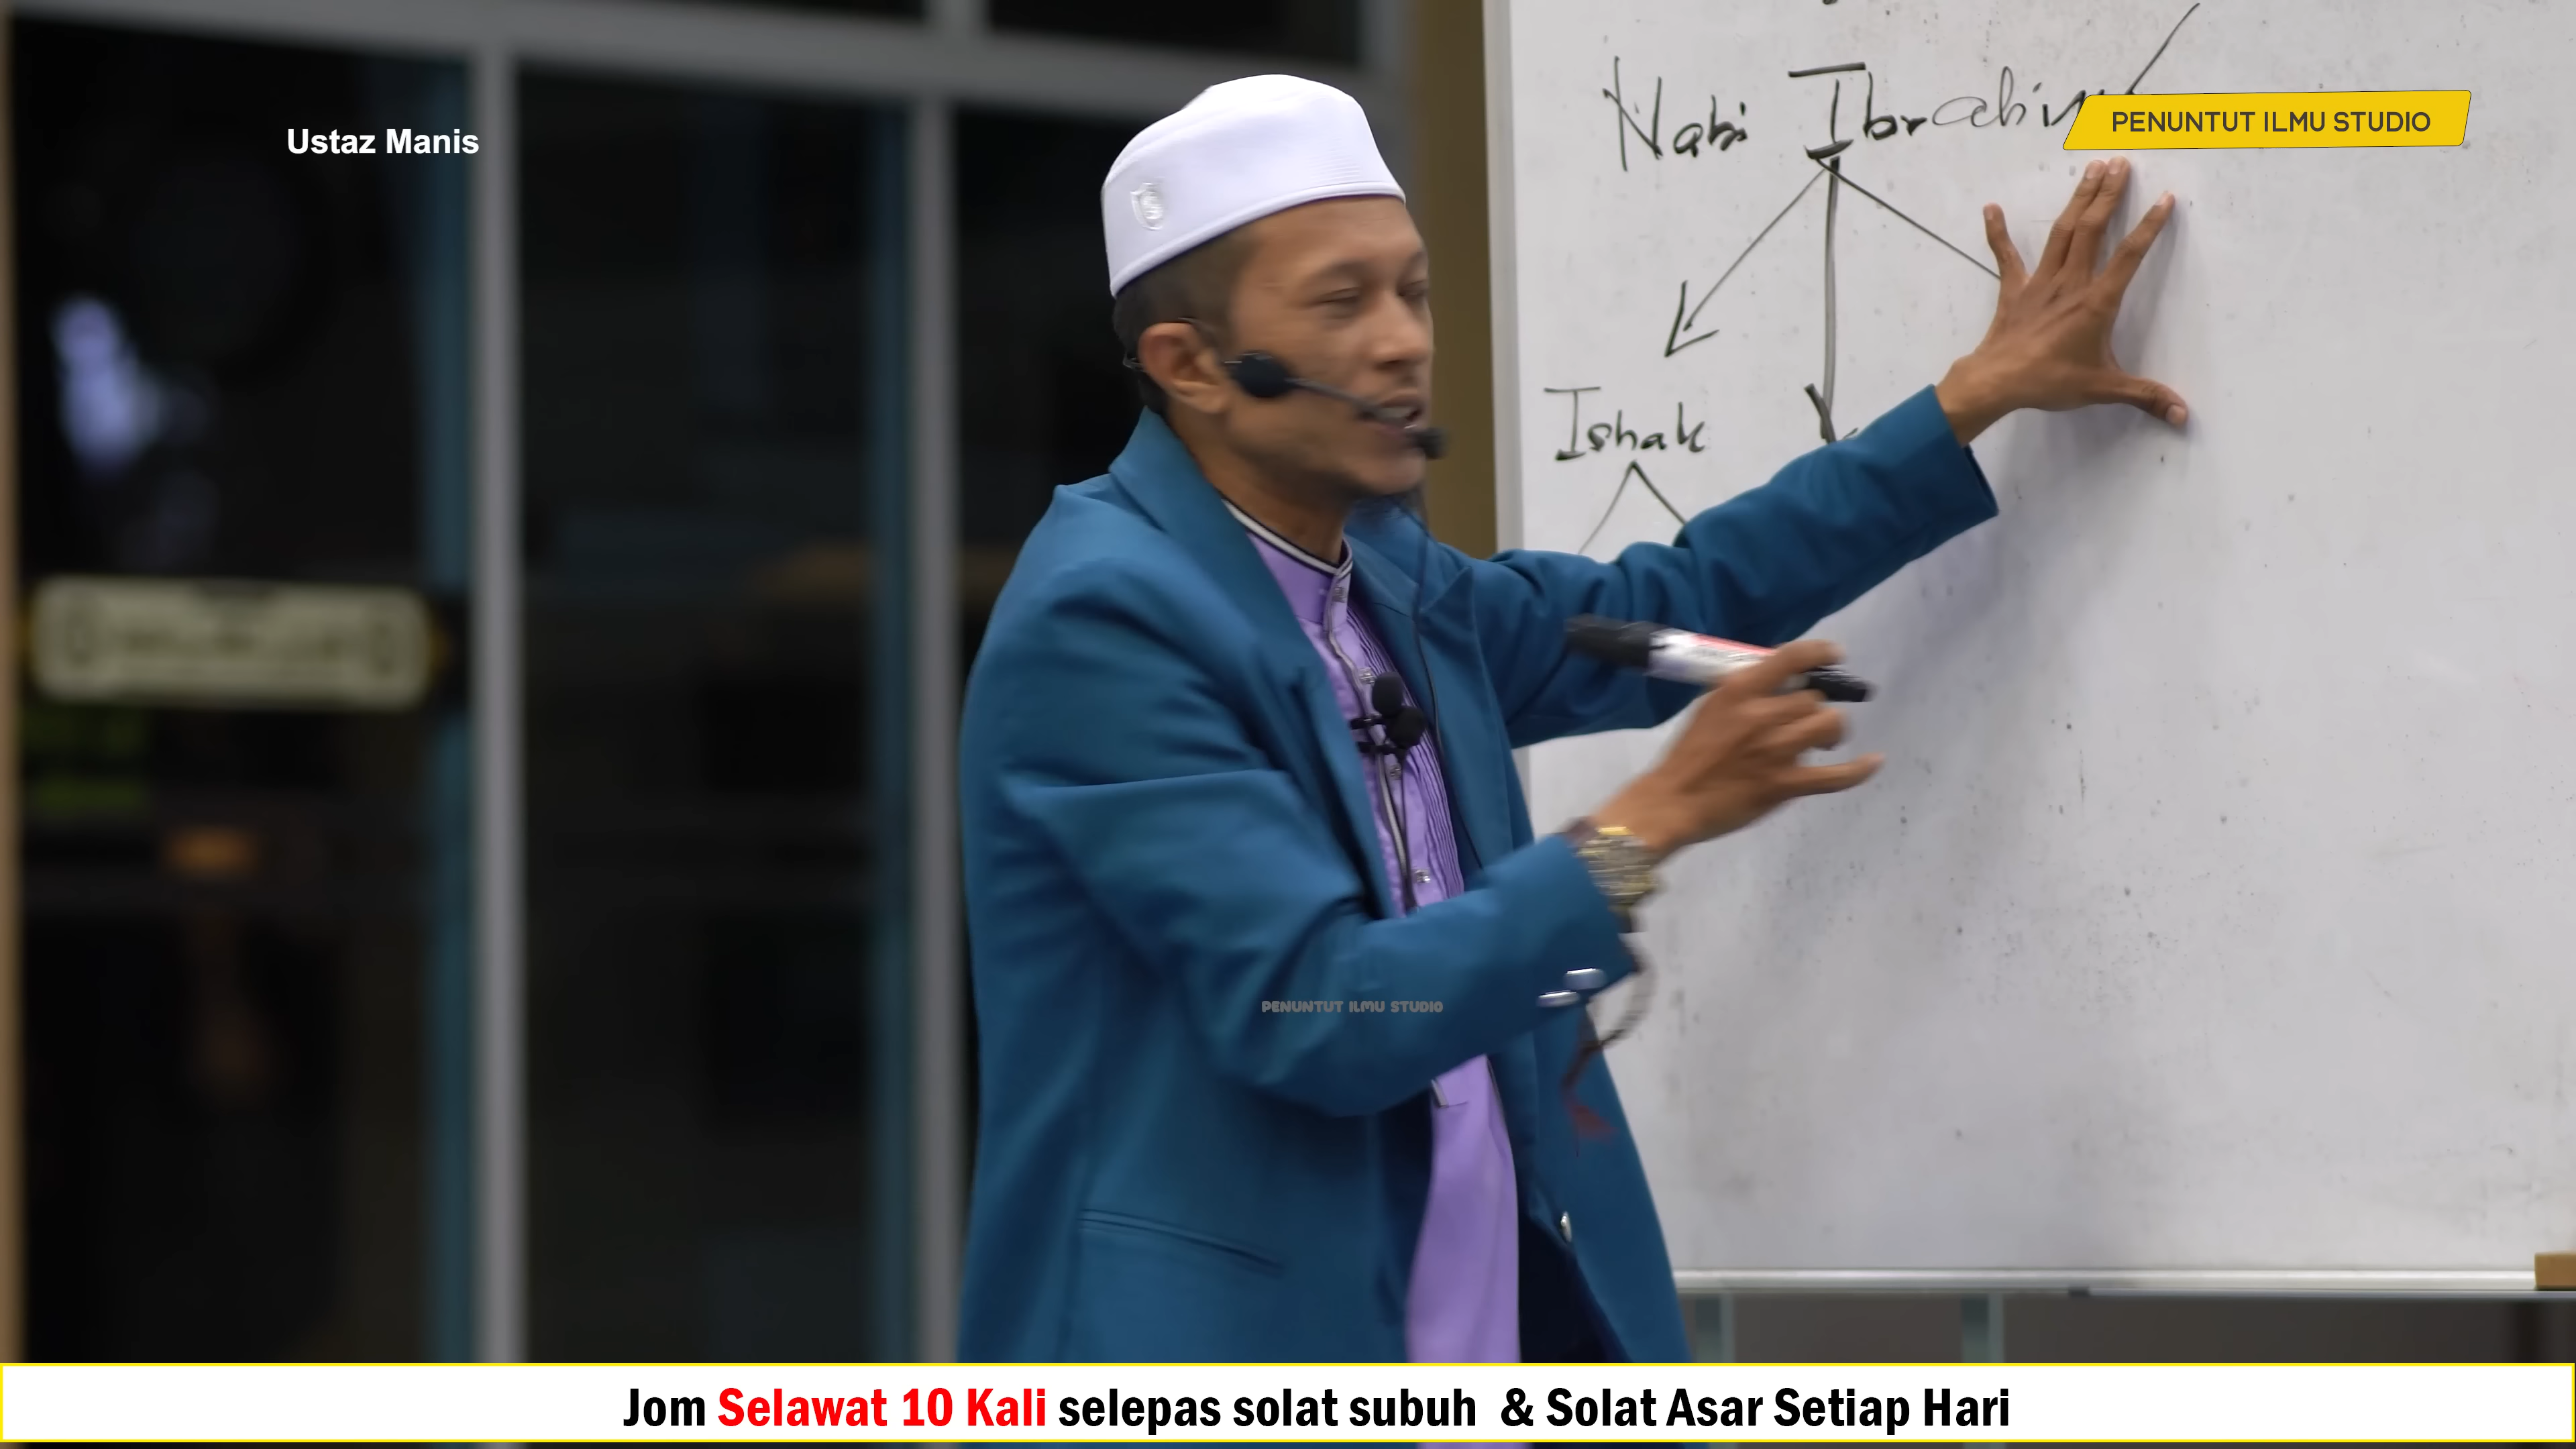 Ustaz Manis
Nabi Ibrahim
PENUNTUT ILMU STUDIO
Ishak
PENUNTUT ILMU STUDIO
Jom Selawat 10 Kali selepas solat subuh & Solat Asar Setiap Hari